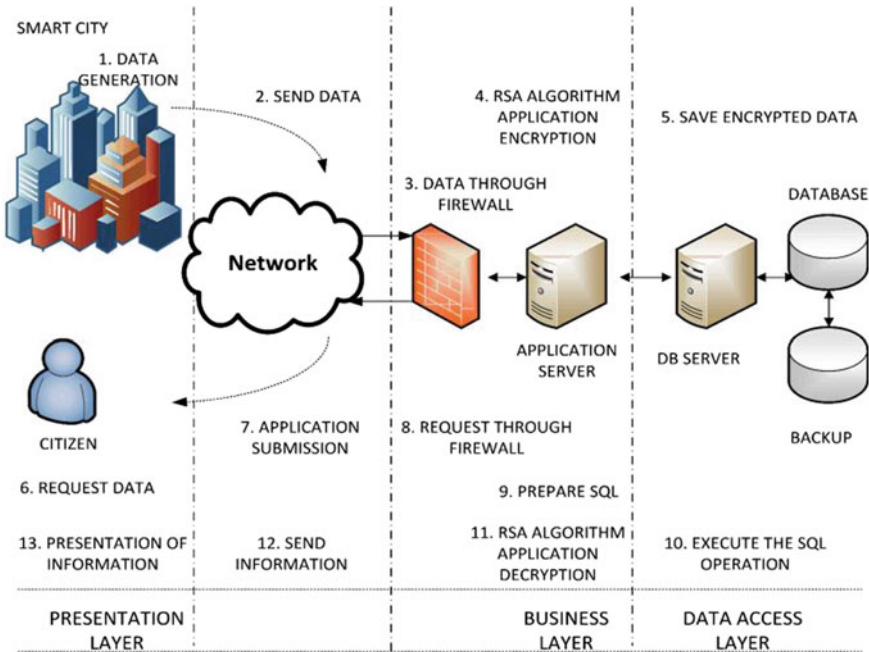 SMART CITY
1. DATA
GENERATION
2. SEND DATA
4. RSA ALGORITHM
APPLICATION
ENCRYPTION
5. SAVE ENCRYPTED DATA
3. DATA THROUGH
FIREWALL
DATABASE
Network
APPLICATION
SERVER
DB SERVER
CITIZEN
BACKUP
7. APPLICATION
SUBMISSION
8. REQUEST THROUGH
FIREWALL
6. REQUEST DATA
9. PREPARE SQL
13. PRESENTATION OF
INFORMATION
12. SEND
INFORMATION
11. RSA ALGORITHM
APPLICATION
DECRYPTION
10. EXECUTE THE SQL
OPERATION
PRESENTATION
LAYER
BUSINESS
LAYER
DATA ACCESS
LAYER